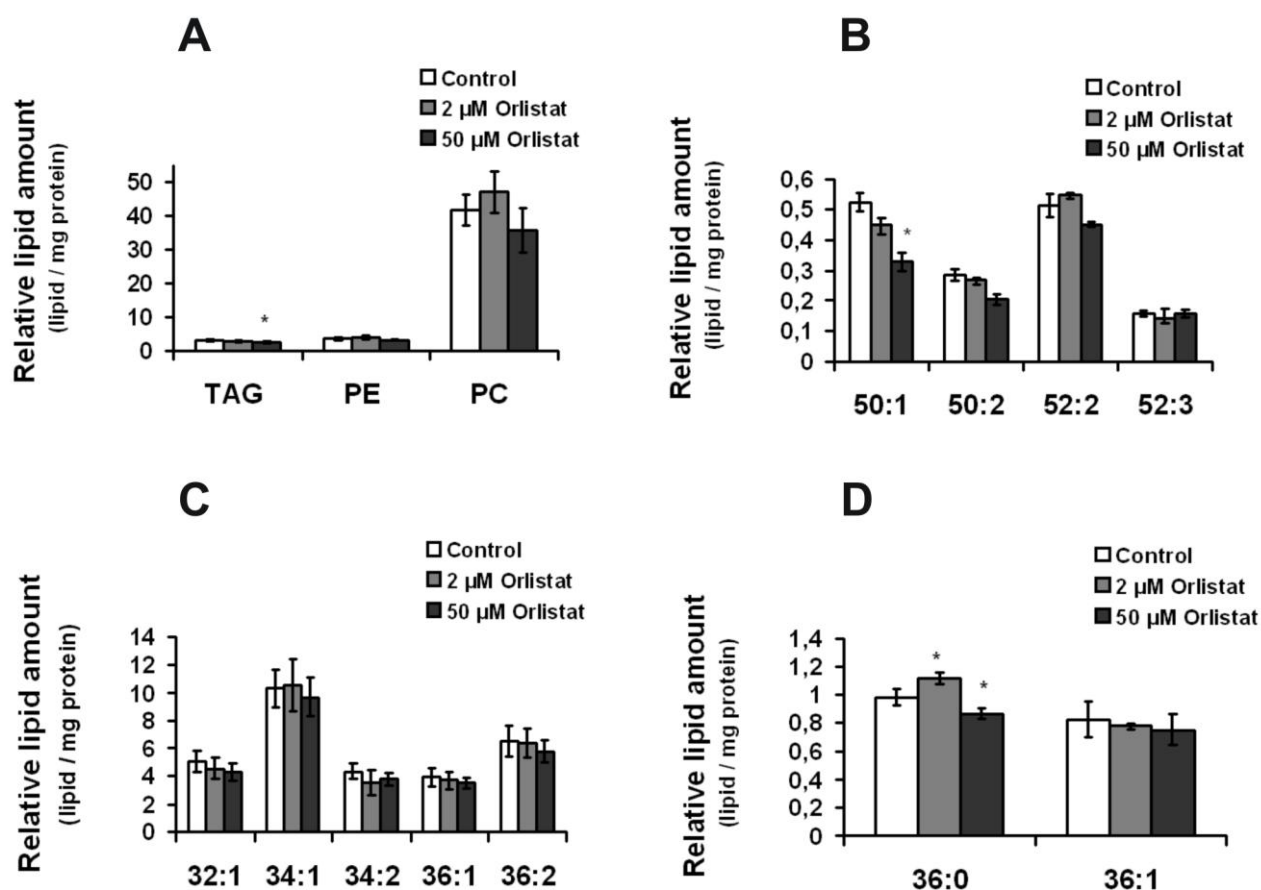 A
Relative lipid amount
(lipid / mg protein)
Control
2 µM Orlistat
50 µM Orlistat
50
40
30
20
10
0
*
TAG PE PC
B
Relative lipid amount
(lipid / mg protein)
Control
2 µM Orlistat
50 µM Orlistat
0,6
0,5
0,4
0,3
0,2
0,1
0
*
50:1 50:2 52:2 52:3
C
Relative lipid amount
(lipid / mg protein)
Control
2 µM Orlistat
50 µM Orlistat
14
12
10
8
6
4
2
0
32:1 34:1 34:2 36:1 36:2
D
Relative lipid amount
(lipid / mg protein)
Control
2 µM Orlistat
50 µM Orlistat
1,4
1,2
1
0,8
0,6
0,4
0,2
0
* *
36:0 36:1